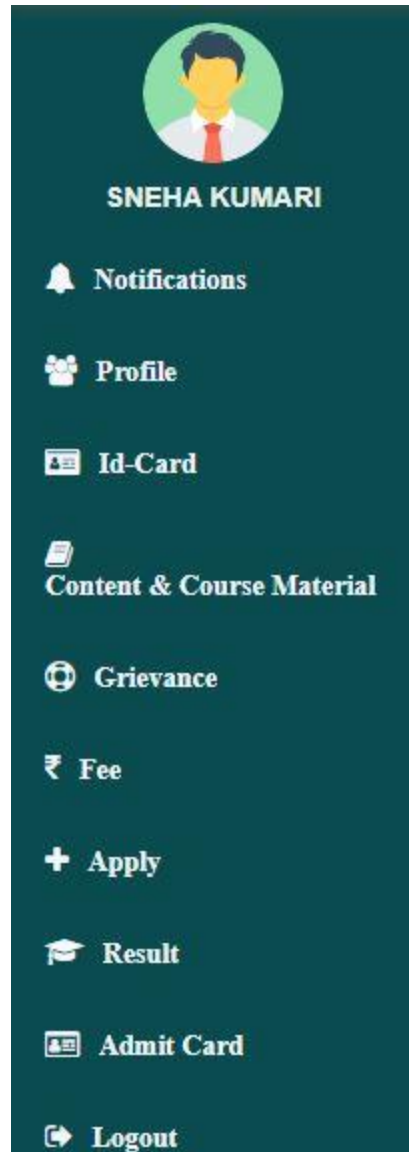 SNEHA KUMARI
Notifications
Profile
Id-Card
Content & Course Material
Grievance
₹ Fee
Apply
Result
Admit Card
Logout